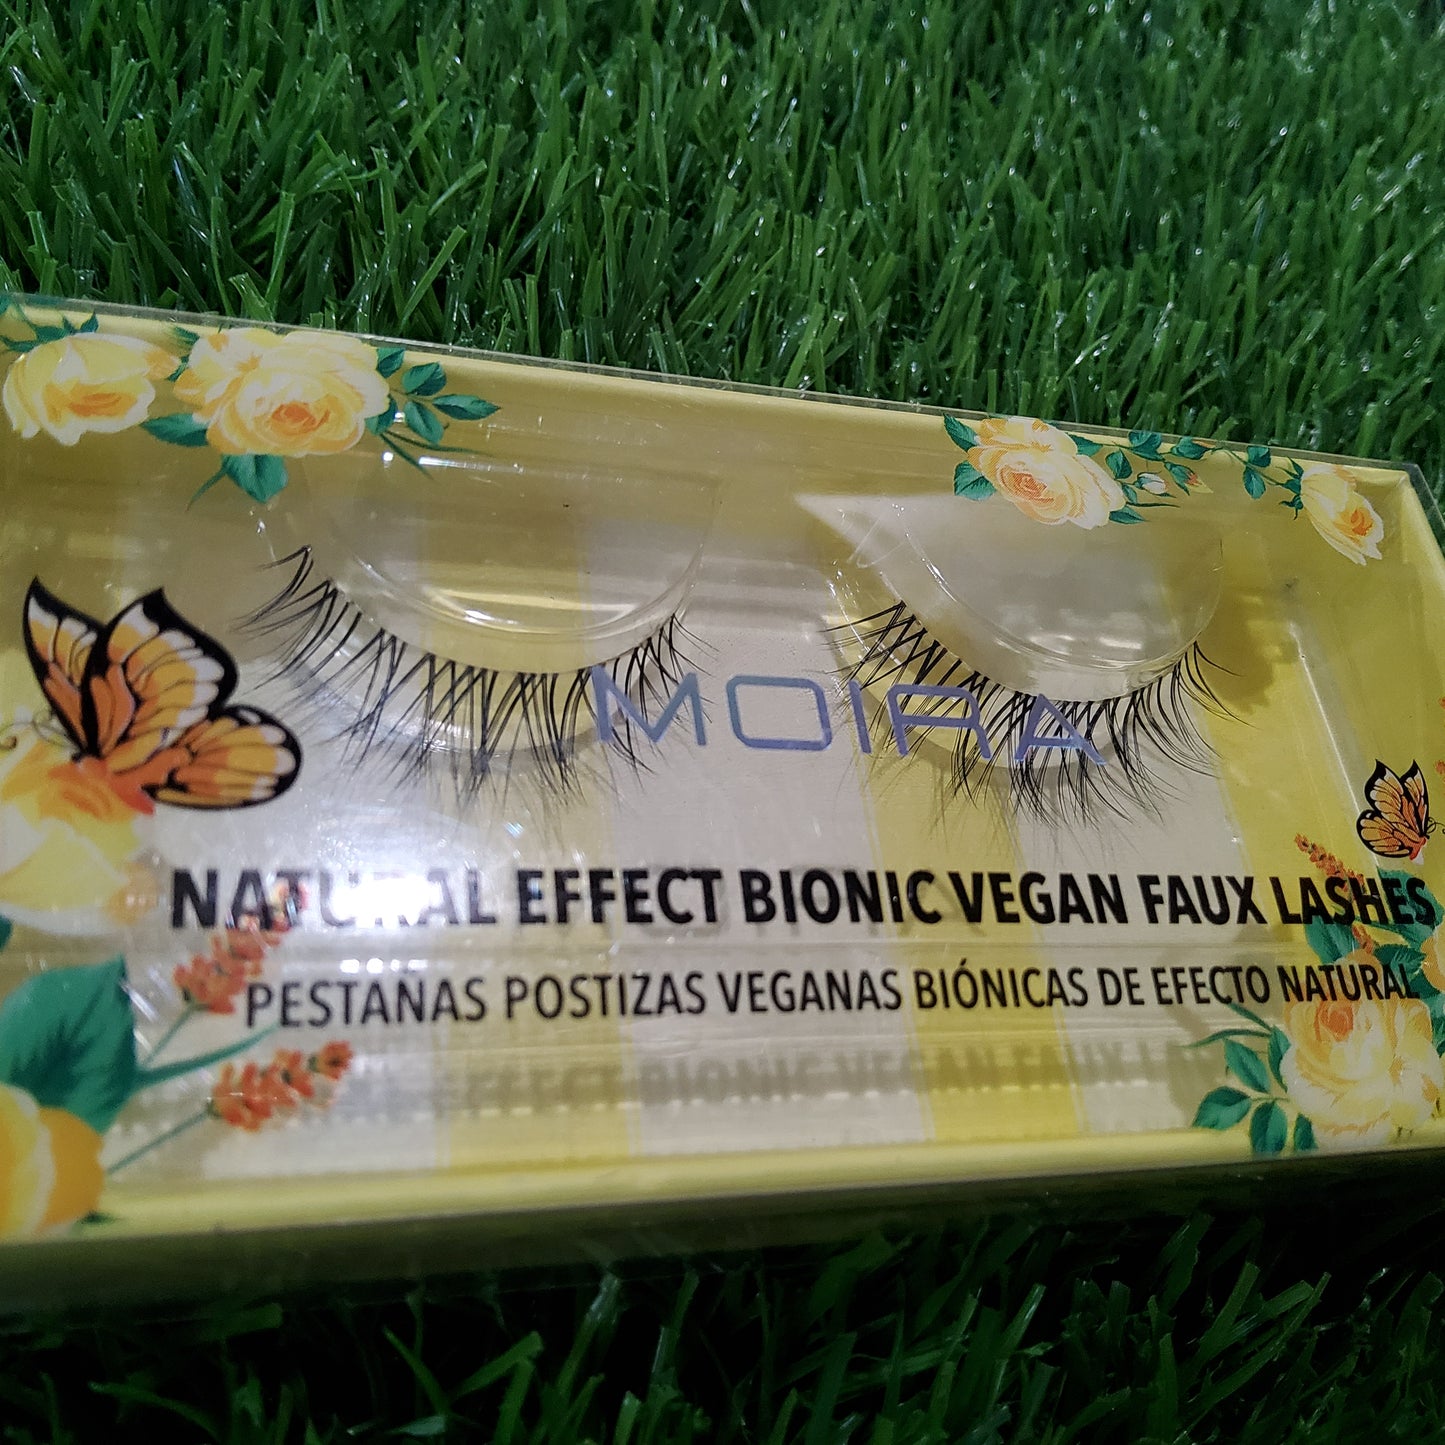 MOIRA
NATURAL EFFECT BIONIC VEGAN FAUX LASHES
PESTAÑAS POSTIZAS VEGANAS BIÓNICAS DE EFECTO NATURAL